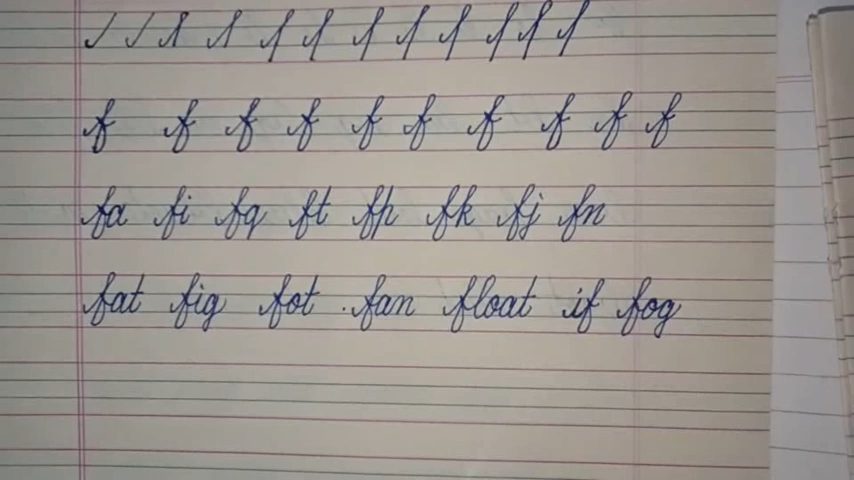 f f f f f f f f f f
fa fi fq ft fp fk fj fn
fat fig fot . fan float if fog